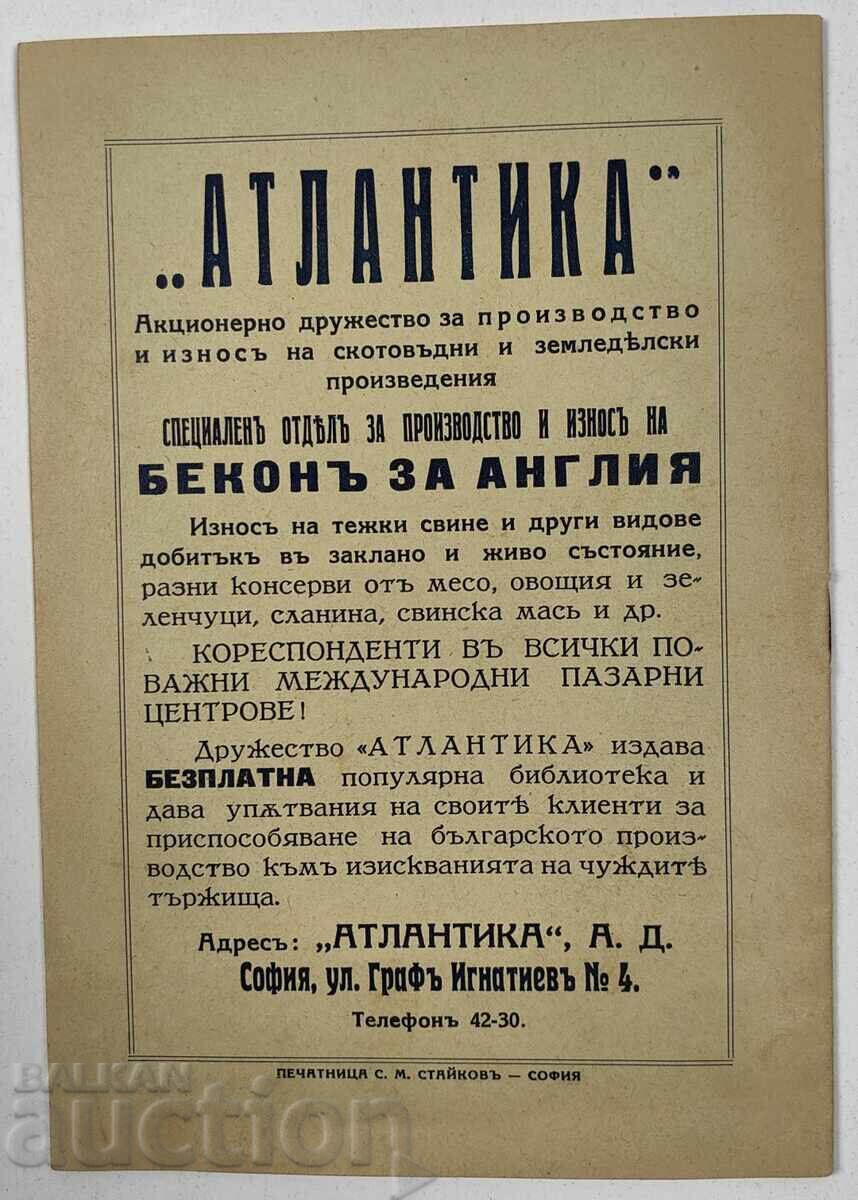 „АТЛАНТИКА“
Акционерно дружество за производство
и износъ на скотовъдни и земледѣлски
произведения
СПЕЦИАЛЕНЪ ОТДѢЛЪ ЗА ПРОИЗВОДСТВО И ИЗНОСЪ НА
БЕКОНЪ ЗА АНГЛИЯ
Износъ на тежки свине и други видове
добитъкъ въ заклано и живо състояние,
разни консерви отъ месо, овощия и зе-
ленчуци, сланина, свинска мась и др.
КОРЕСПОНДЕНТИ ВЪ ВСИЧКИ ПО-
ВАЖНИ МЕЖДУНАРОДНИ ПАЗАРНИ
ЦЕНТРОВЕ!
Дружество «АТЛАНТИКА» издава
БЕЗПЛАТНА популярна библиотека и
дава упѫтвания на своитѣ клиенти за
приспособяване на българското произ-
водство къмъ изискванията на чуждитѣ
тържища.
Адресъ: „АТЛАНТИКА“, А. Д.
София, ул. Графъ Игнатиевъ № 4.
Телефонъ 42-30.
ПЕЧАТНИЦА С. М. СТАЙКОВЪ — СОФИЯ
BALKAN
auction